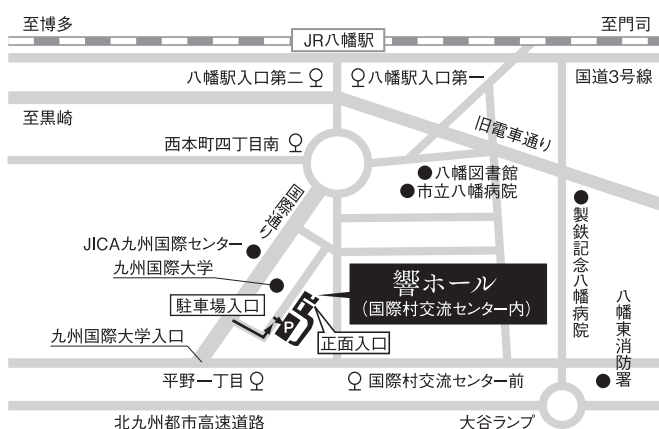 至博多
至門司
JR八幡駅
八幡駅入口第二
八幡駅入口第一
国道3号線
至黒崎
旧電車通り
西本町四丁目南
八幡図書館
市立八幡病院
国際通り
製鉄記念八幡病院
JICA九州国際センター
九州国際大学
響ホール
(国際村交流センター内)
駐車場入口
P
正面入口
八幡東消防署
九州国際大学入口
平野一丁目
国際村交流センター前
北九州都市高速道路
大谷ランプ